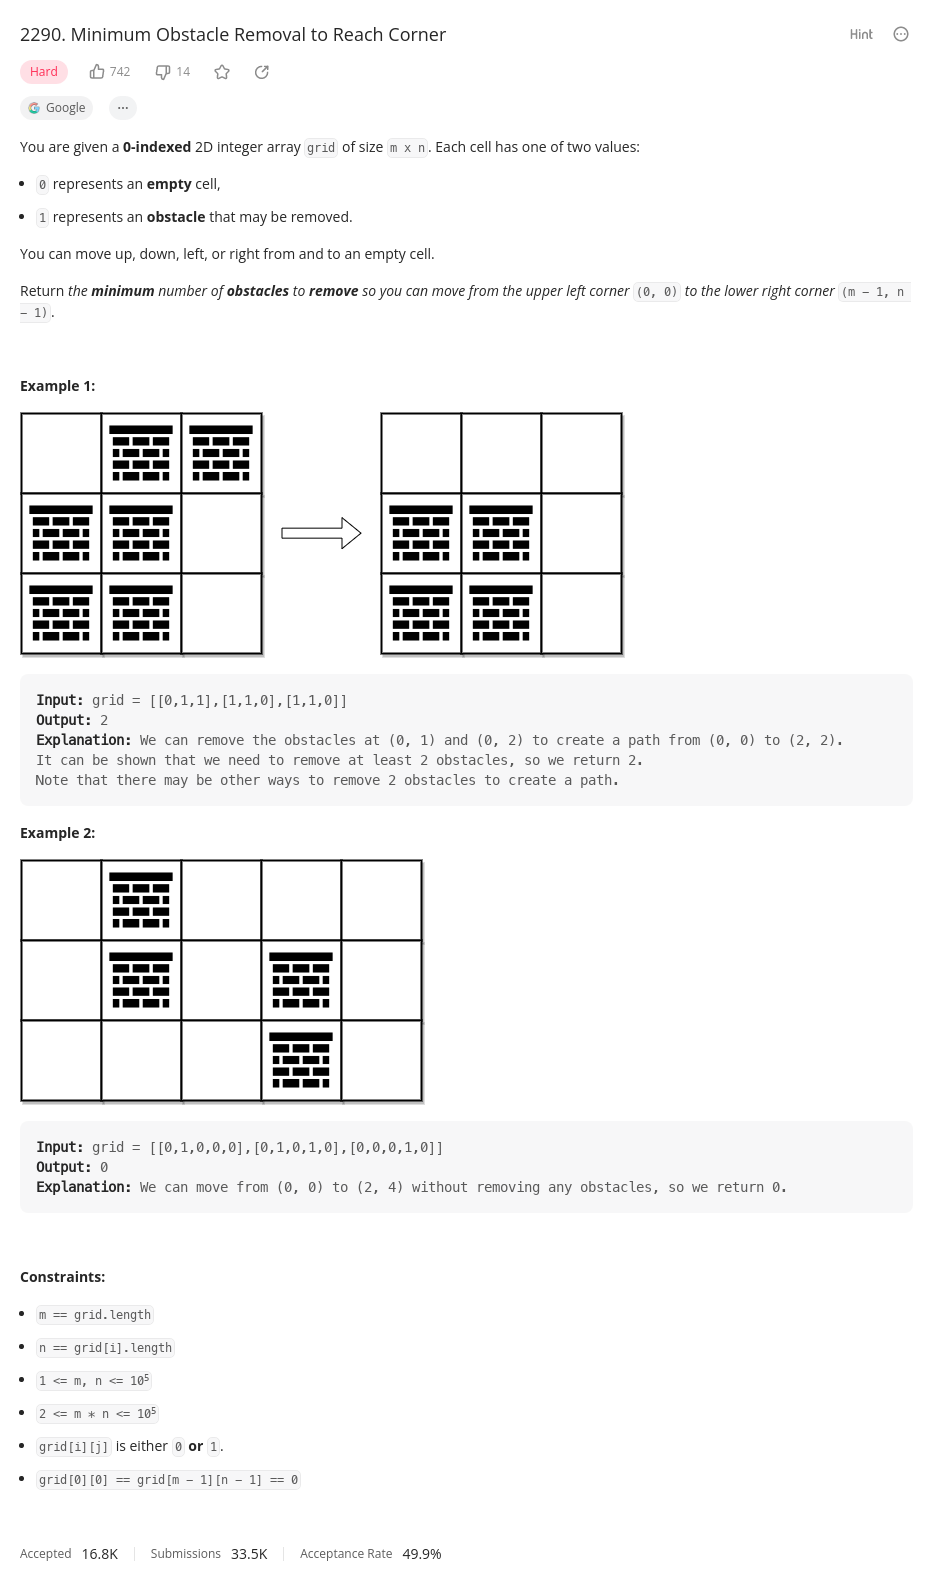 2290. Minimum Obstacle Removal to Reach Corner
Hint
Hard
742
14
Google
...
You are given a 0-indexed 2D integer array grid of size m x n. Each cell has one of two values:
• 0 represents an empty cell,
• 1 represents an obstacle that may be removed.
You can move up, down, left, or right from and to an empty cell.
Return the minimum number of obstacles to remove so you can move from the upper left corner (0, 0) to the lower right corner (m − 1, n
− 1).
Example 1:
Input: grid = [[0,1,1],[1,1,0],[1,1,0]]
Output: 2
Explanation: We can remove the obstacles at (0, 1) and (0, 2) to create a path from (0, 0) to (2, 2).
It can be shown that we need to remove at least 2 obstacles, so we return 2.
Note that there may be other ways to remove 2 obstacles to create a path.
Example 2:
Input: grid = [[0,1,0,0,0],[0,1,0,1,0],[0,0,0,1,0]]
Output: 0
Explanation: We can move from (0, 0) to (2, 4) without removing any obstacles, so we return 0.
Constraints:
• m == grid.length
• n == grid[i].length
• 1 <= m, n <= 10⁵
• 2 <= m * n <= 10⁵
• grid[i][j] is either 0 or 1.
• grid[0][0] == grid[m − 1][n − 1] == 0
Accepted 16.8K Submissions 33.5K Acceptance Rate 49.9%